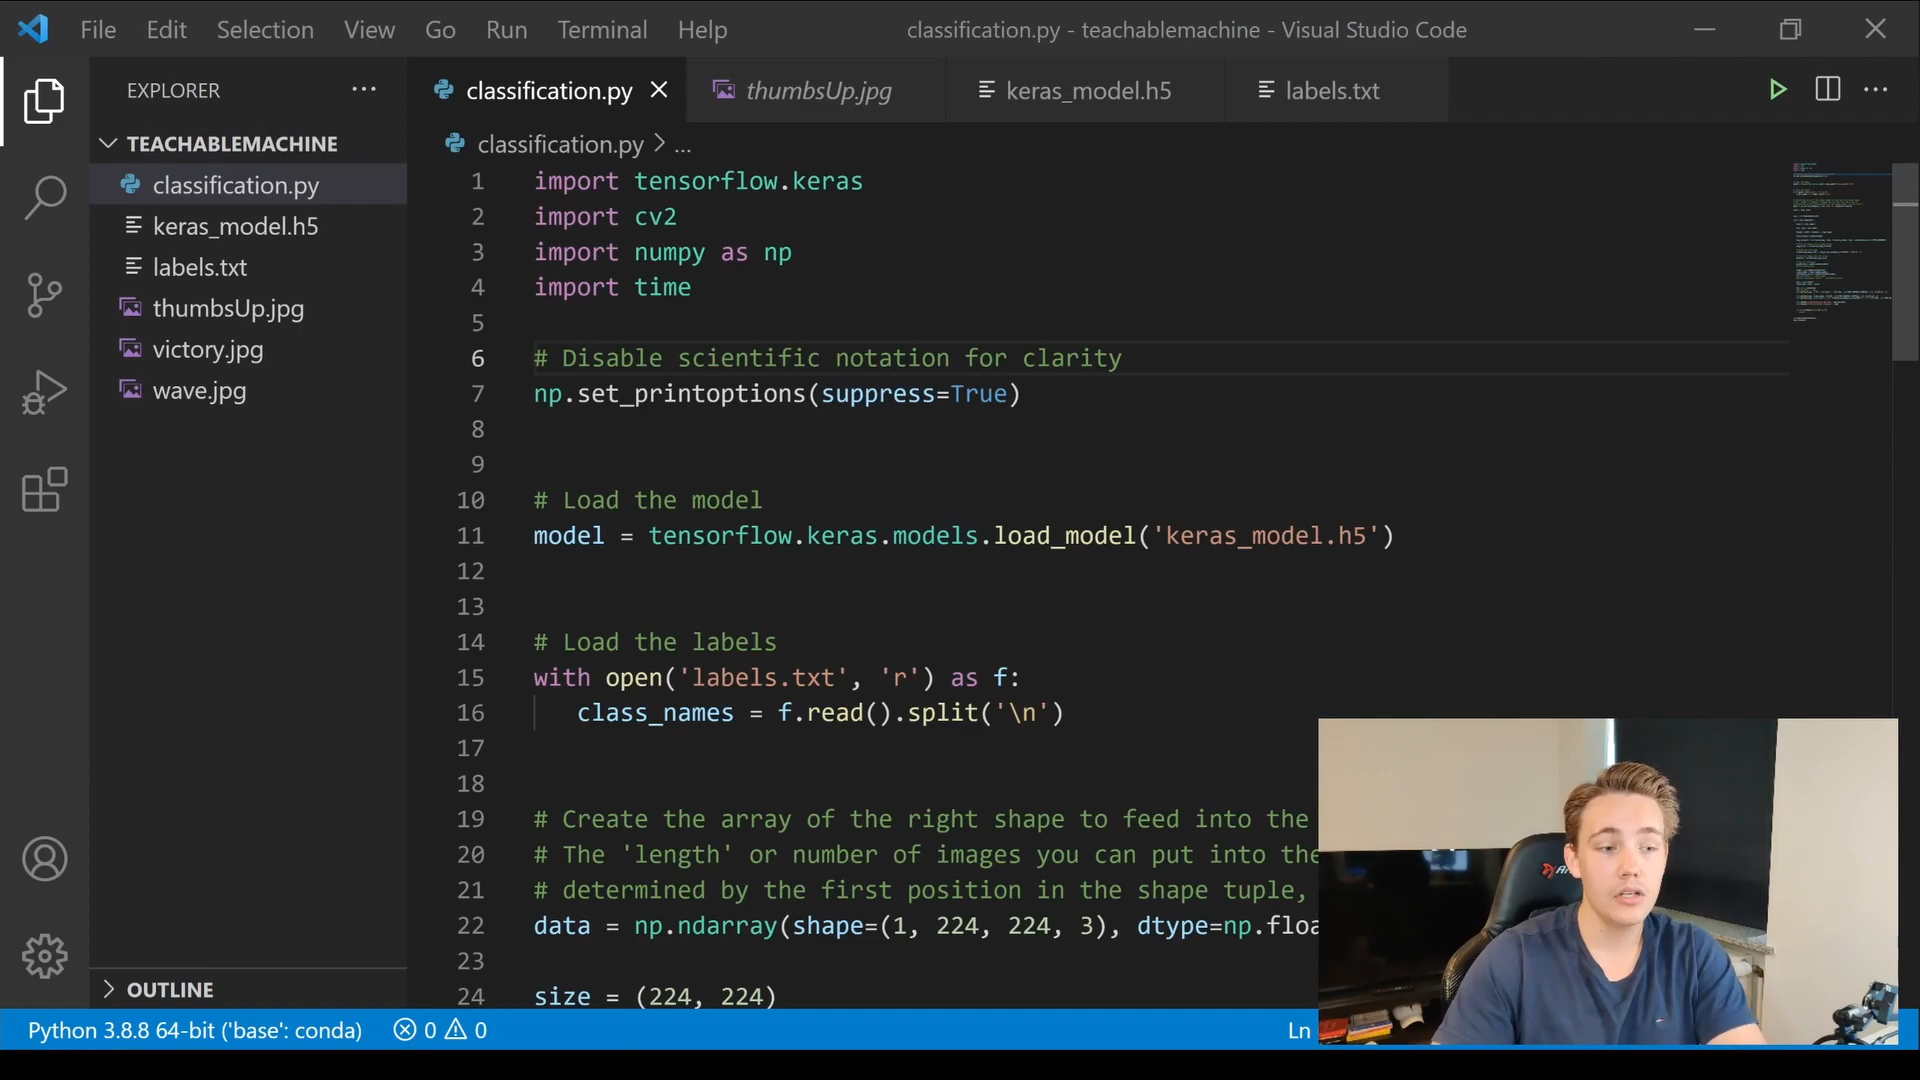 File Edit Selection View Go Run Terminal Help classification.py - teachablemachine - Visual Studio Code
EXPLORER
classification.py thumbsUp.jpg keras_model.h5 labels.txt
TEACHABLEMACHINE
classification.py
keras_model.h5
labels.txt
thumbsUp.jpg
victory.jpg
wave.jpg
OUTLINE
classification.py > ...
1 import tensorflow.keras
2 import cv2
3 import numpy as np
4 import time
5
6 # Disable scientific notation for clarity
7 np.set_printoptions(suppress=True)
8
9
10 # Load the model
11 model = tensorflow.keras.models.load_model('keras_model.h5')
12
13
14 # Load the labels
15 with open('labels.txt', 'r') as f:
16 class_names = f.read().split('\n')
17
18
19 # Create the array of the right shape to feed into the
20 # The 'length' or number of images you can put into the
21 # determined by the first position in the shape tuple,
22 data = np.ndarray(shape=(1, 224, 224, 3), dtype=np.floa
23
24 size = (224, 224)
Python 3.8.8 64-bit ('base': conda) 0 0 Ln